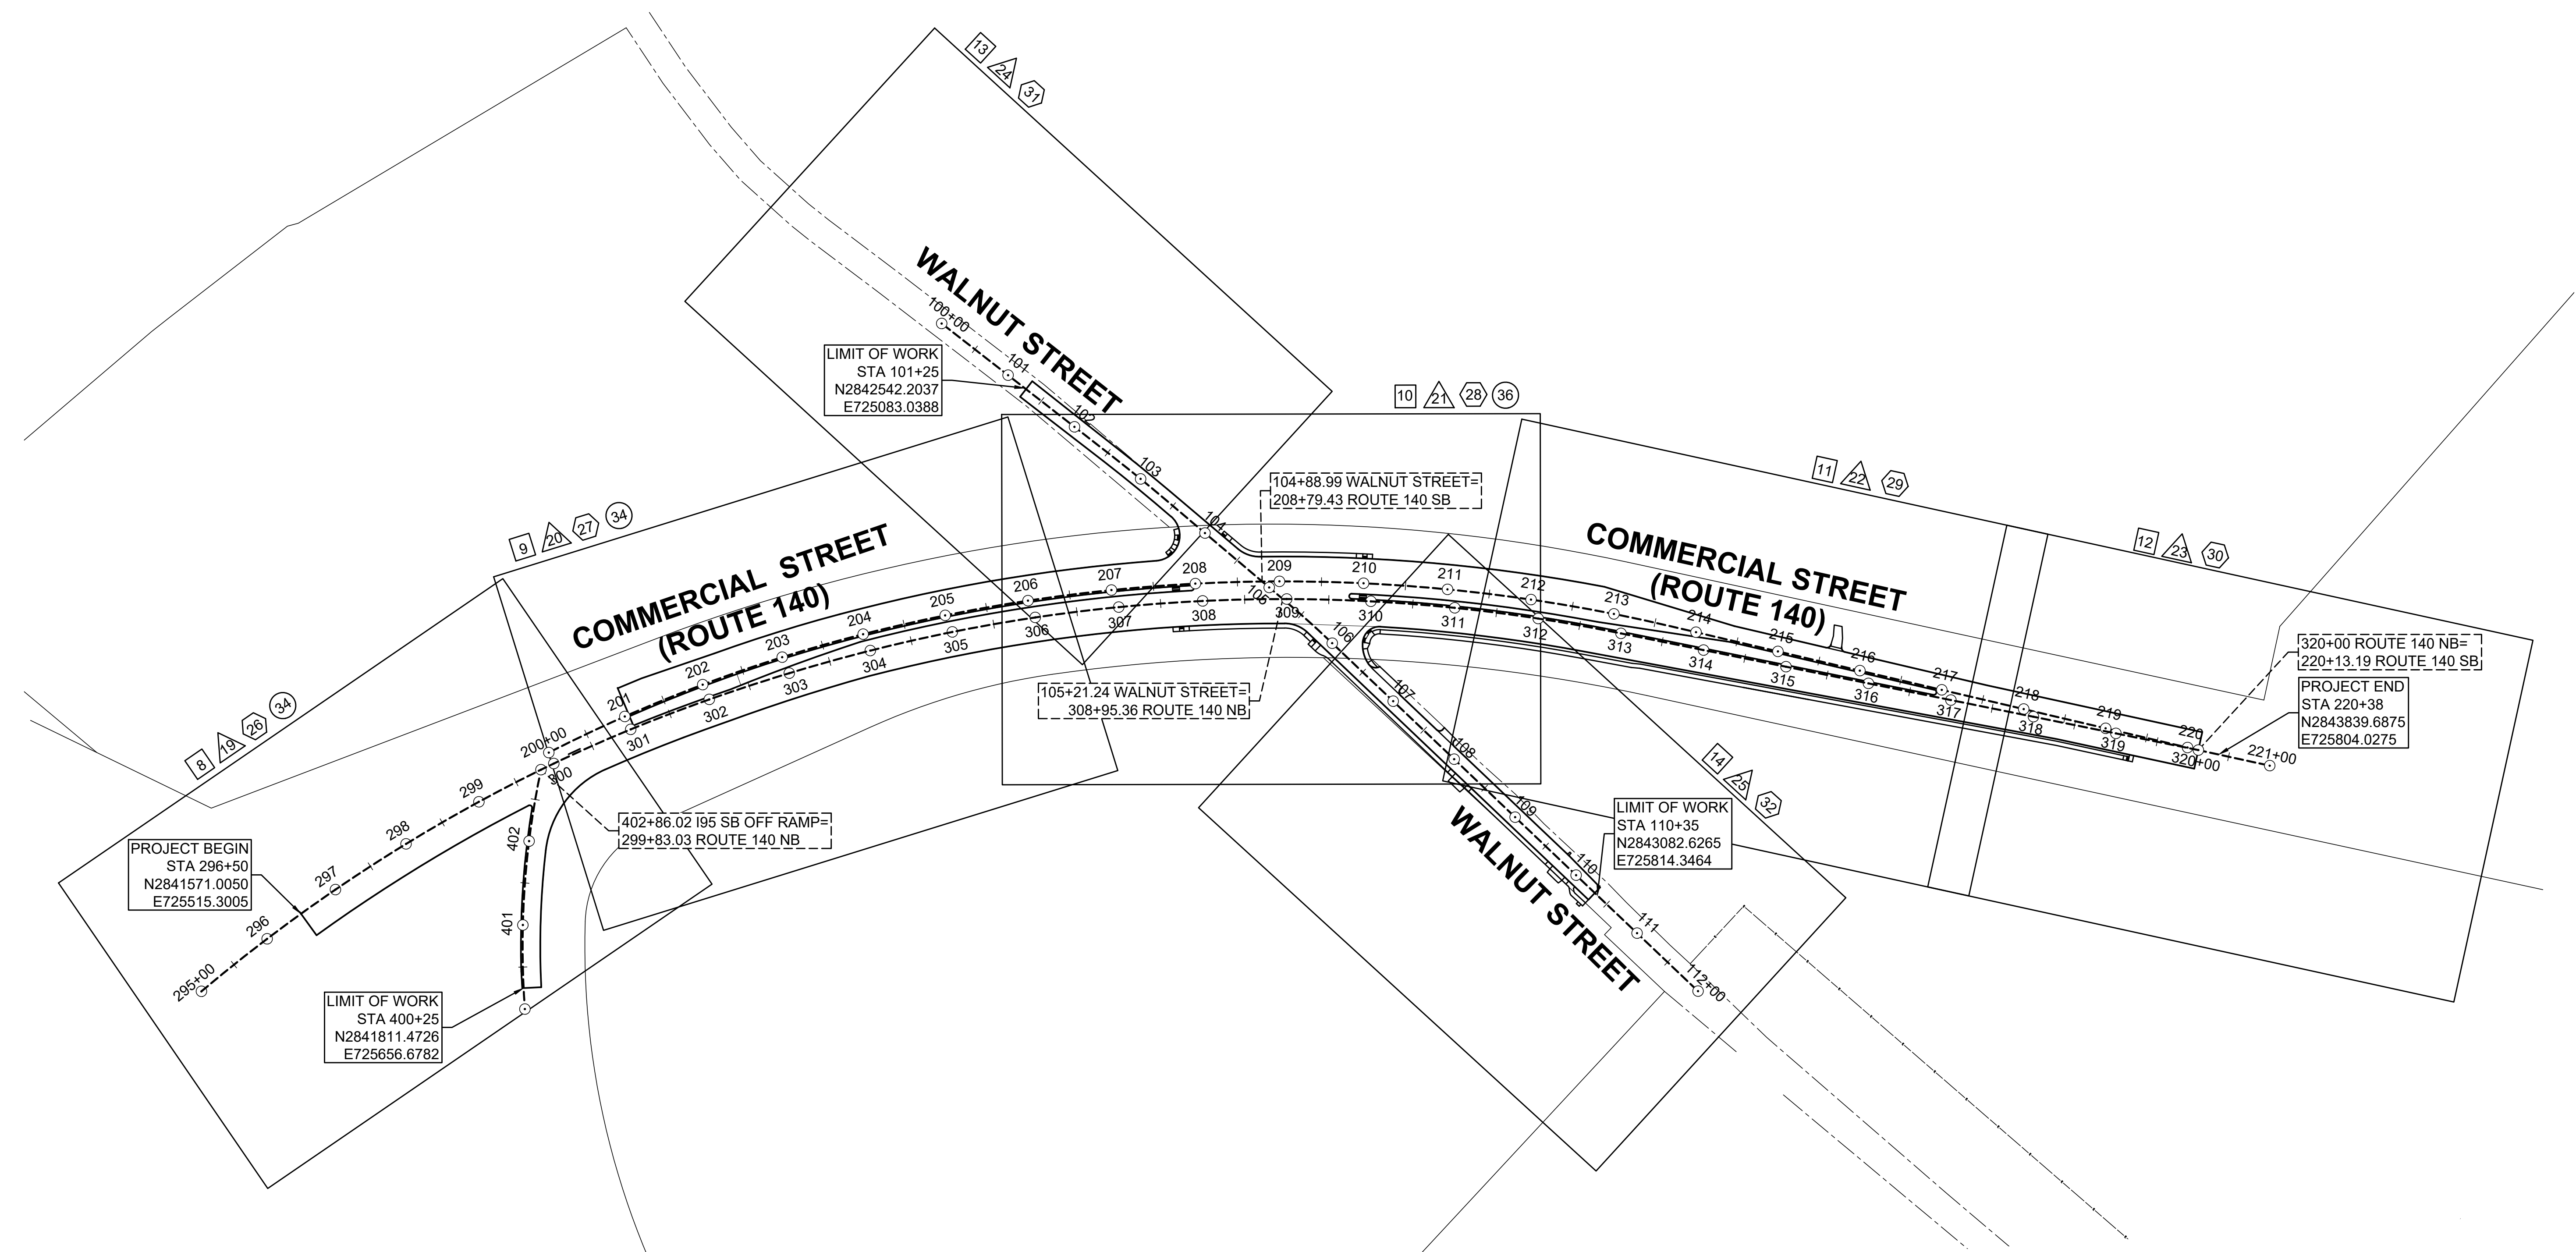 13 24 31
WALNUT STREET
100+00
101
102
103
104
105
106
107
108
109
110
111
112+00
LIMIT OF WORK
STA 101+25
N2842542.2037
E725083.0388
10 21 28 36
104+88.99 WALNUT STREET=
208+79.43 ROUTE 140 SB
11 22 29
12 23 30
9 20 27 34
COMMERCIAL STREET
(ROUTE 140)
COMMERCIAL STREET
(ROUTE 140)
200+00
201
202
203
204
205
206
207
208
209
210
211
212
213
214
215
216
217
218
219
220
221+00
295+00
296
297
298
299
300
301
302
303
304
305
306
307
308
309
310
311
312
313
314
315
316
317
318
319
320+00
320+00 ROUTE 140 NB=
220+13.19 ROUTE 140 SB
PROJECT END
STA 220+38
N2843839.6875
E725804.0275
105+21.24 WALNUT STREET=
308+95.36 ROUTE 140 NB
8 19 26 34
14 25 32
402+86.02 I95 SB OFF RAMP=
299+83.03 ROUTE 140 NB
LIMIT OF WORK
STA 110+35
N2843082.6265
E725814.3464
PROJECT BEGIN
STA 296+50
N2841571.0050
E725515.3005
402
401
WALNUT STREET
LIMIT OF WORK
STA 400+25
N2841811.4726
E725656.6782